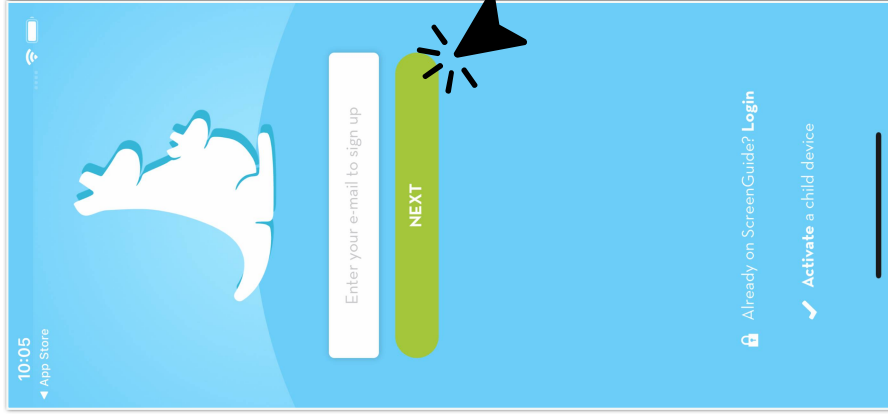 10:05
◀ App Store
Enter your e-mail to sign up
NEXT
Already on ScreenGuide? Login
Activate a child device